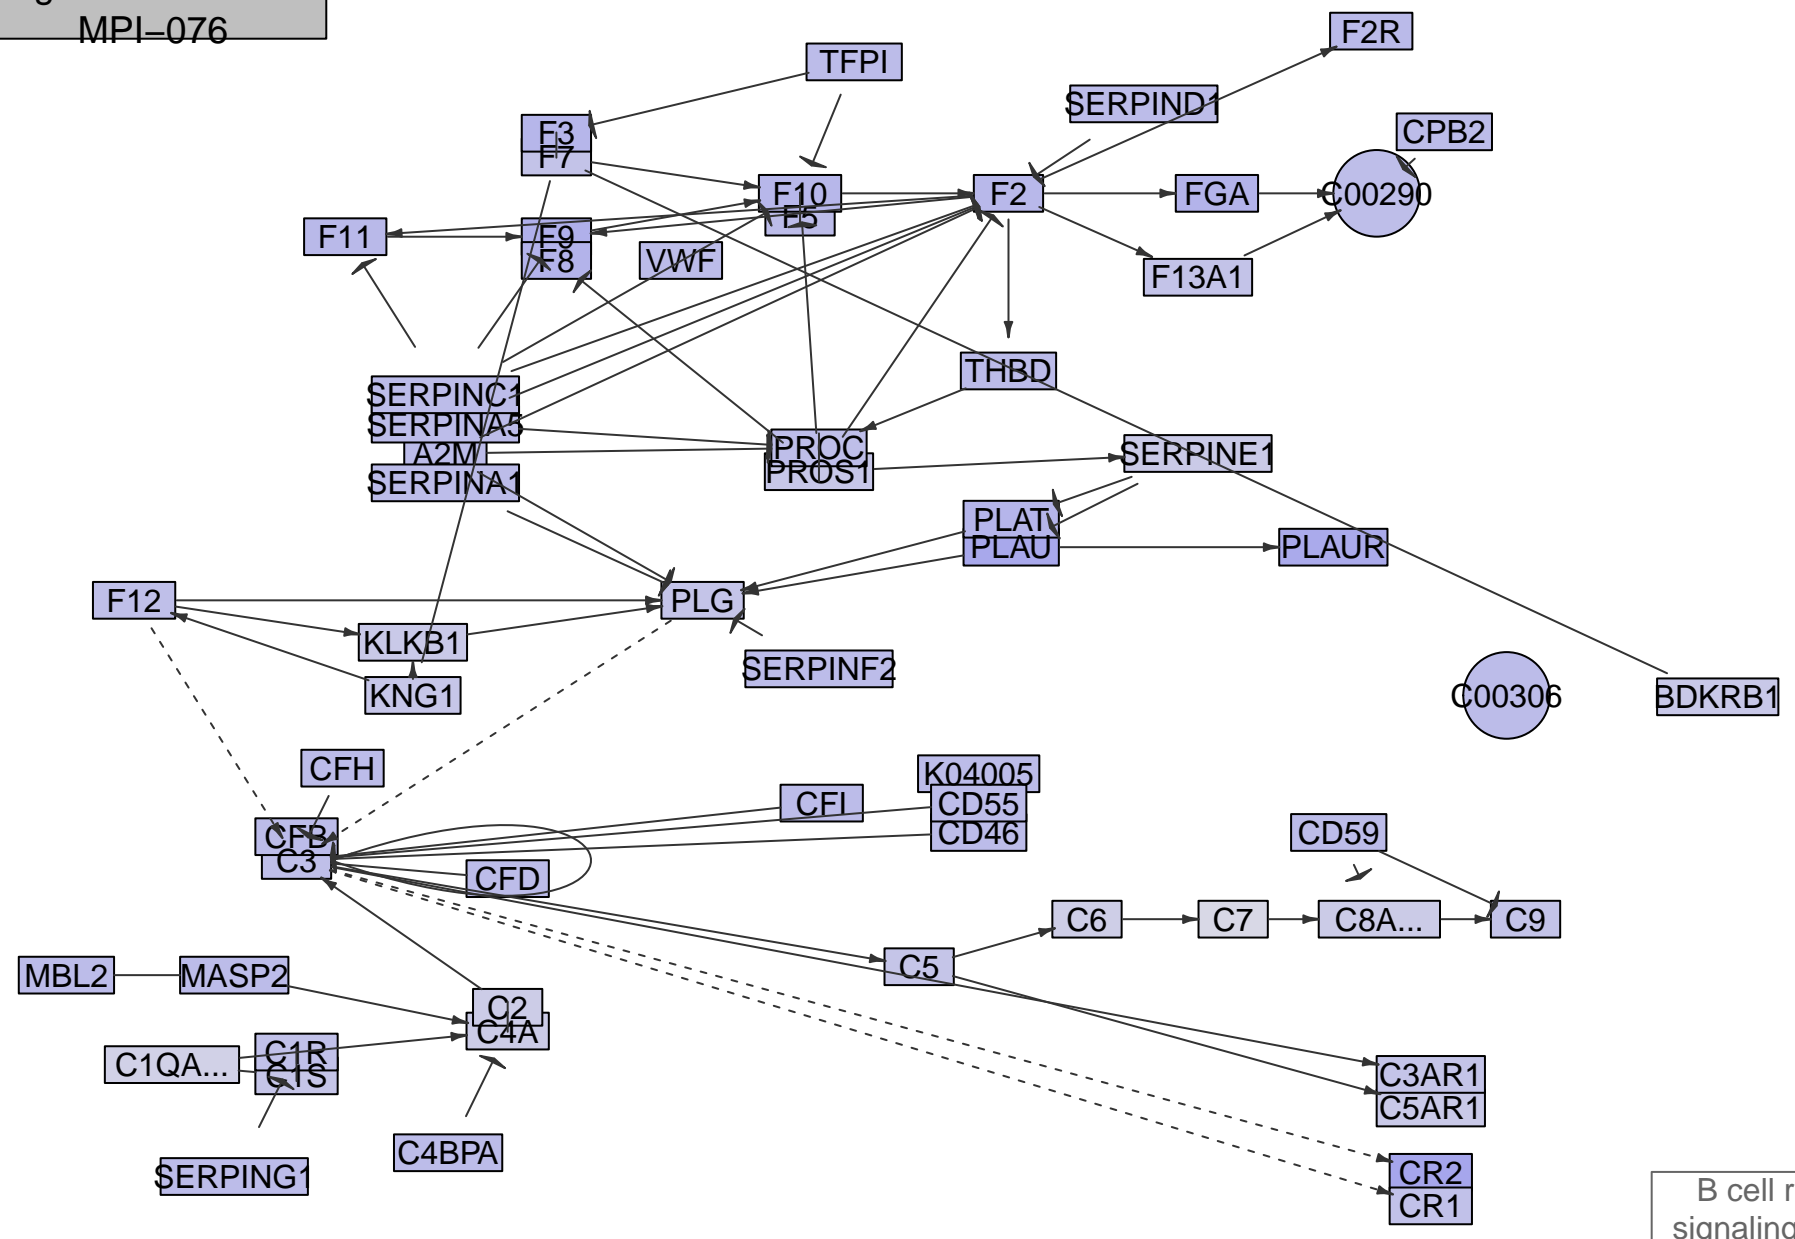 MPI–076
F2R
TFPI
SERPIND1
CPB2
F3
F7
F10
F5
F2
FGA
C00290
F11
F9
F8
VWF
F13A1
THBD
SERPINC1
SERPINA5
A2M
SERPINA1
PROC
PROS1
SERPINE1
PLAT
PLAU
PLAUR
F12
PLG
KLKB1
SERPINF2
KNG1
C00306
BDKRB1
CFH
K04005
CFI
CD55
CD46
CFB
C3
CD59
CFD
C6
C7
C8A...
C9
C5
MBL2
MASP2
C2
C4A
C1QA...
C1R
C1S
C3AR1
C5AR1
C4BPA
SERPING1
CR2
CR1
B cell r
signaling